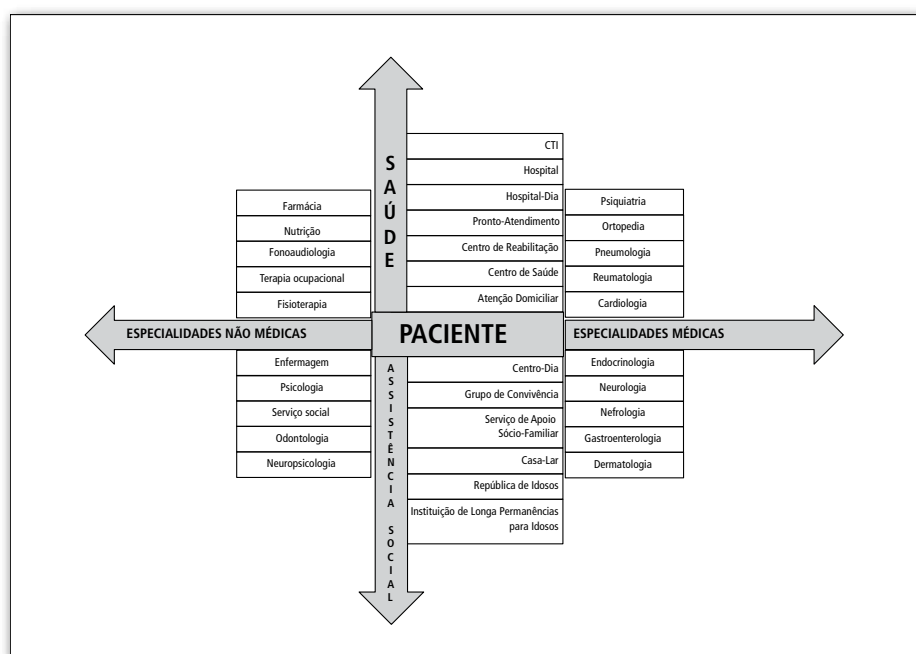 SAÚDE
CTI
Hospital
Hospital-Dia
Pronto-Atendimento
Centro de Reabilitação
Centro de Saúde
Atenção Domiciliar
Farmácia
Nutrição
Fonoaudiologia
Terapia ocupacional
Fisioterapia
Psiquiatria
Ortopedia
Pneumologia
Reumatologia
Cardiologia
ESPECIALIDADES NÃO MÉDICAS
PACIENTE
ESPECIALIDADES MÉDICAS
Enfermagem
Psicologia
Serviço social
Odontologia
Neuropsicologia
ASSISTÊNCIA SOCIAL
Centro-Dia
Grupo de Convivência
Serviço de Apoio
Sócio-Familiar
Casa-Lar
República de Idosos
Instituição de Longa Permanências
para Idosos
Endocrinologia
Neurologia
Nefrologia
Gastroenterologia
Dermatologia